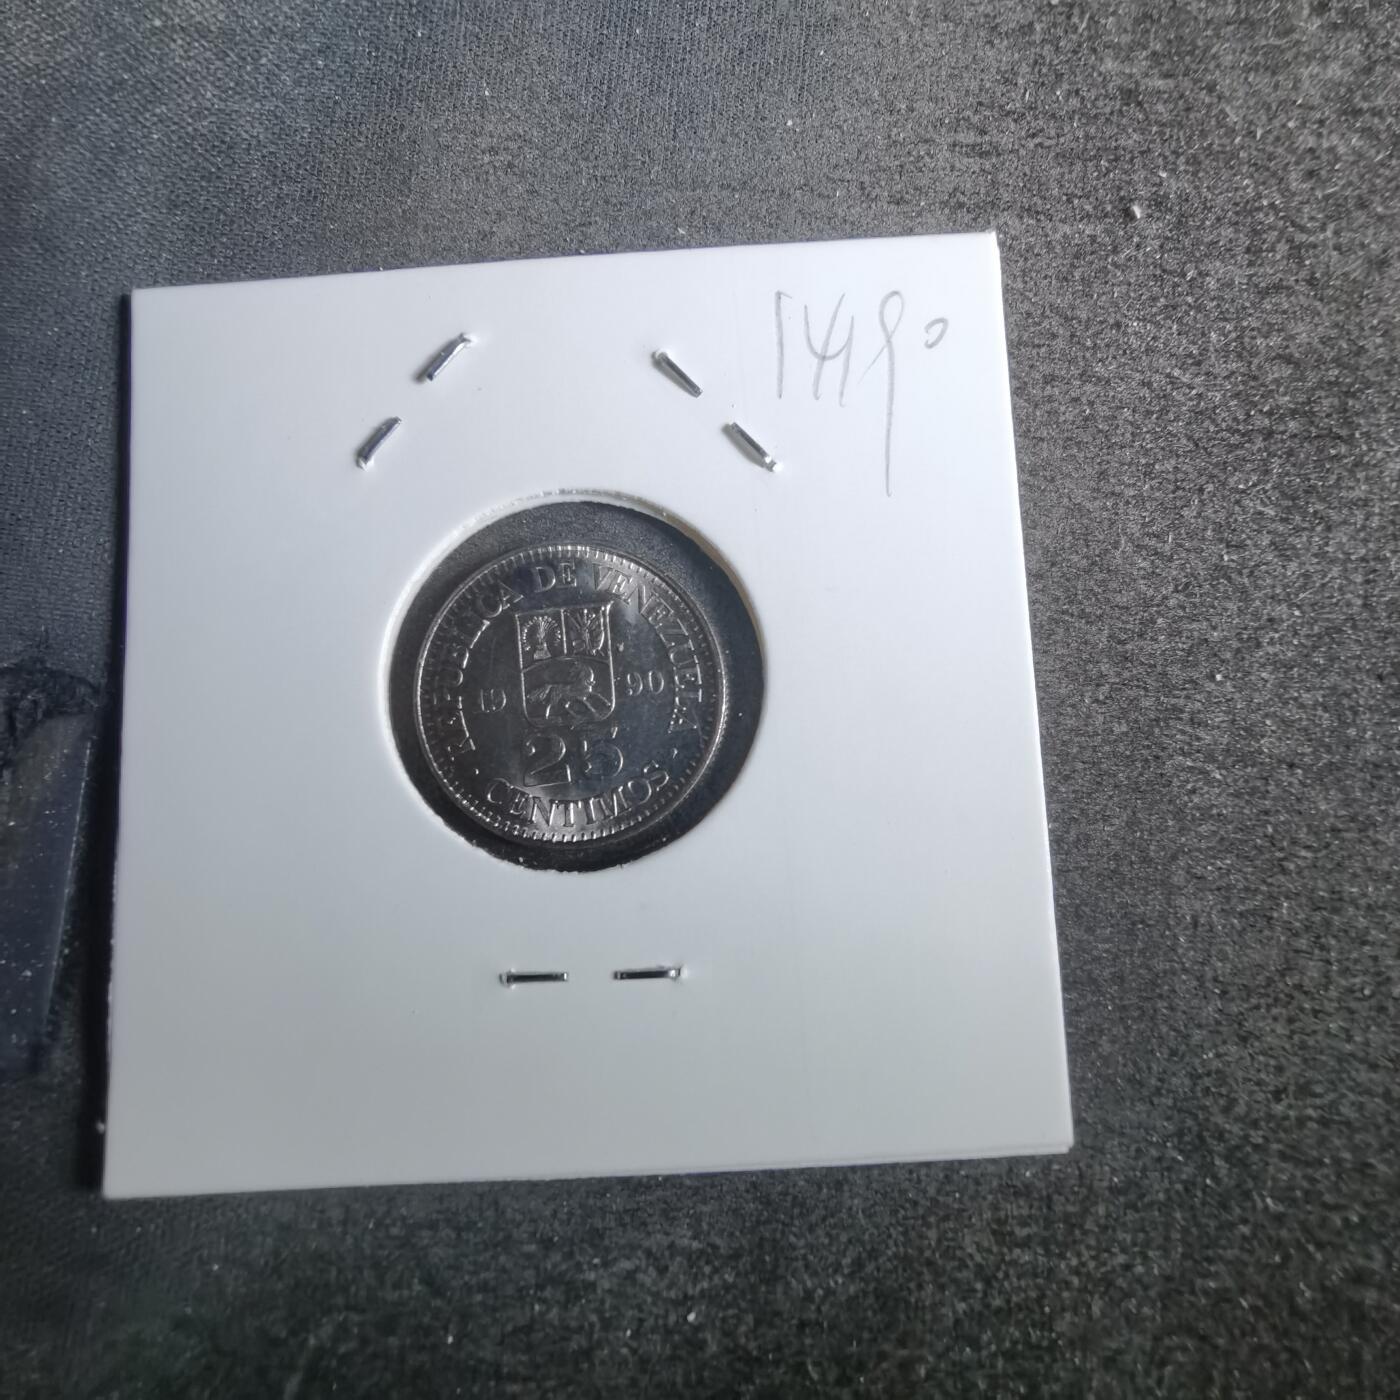 REPUBLICA DE VENEZUELA
19 90
25
CENTIMOS